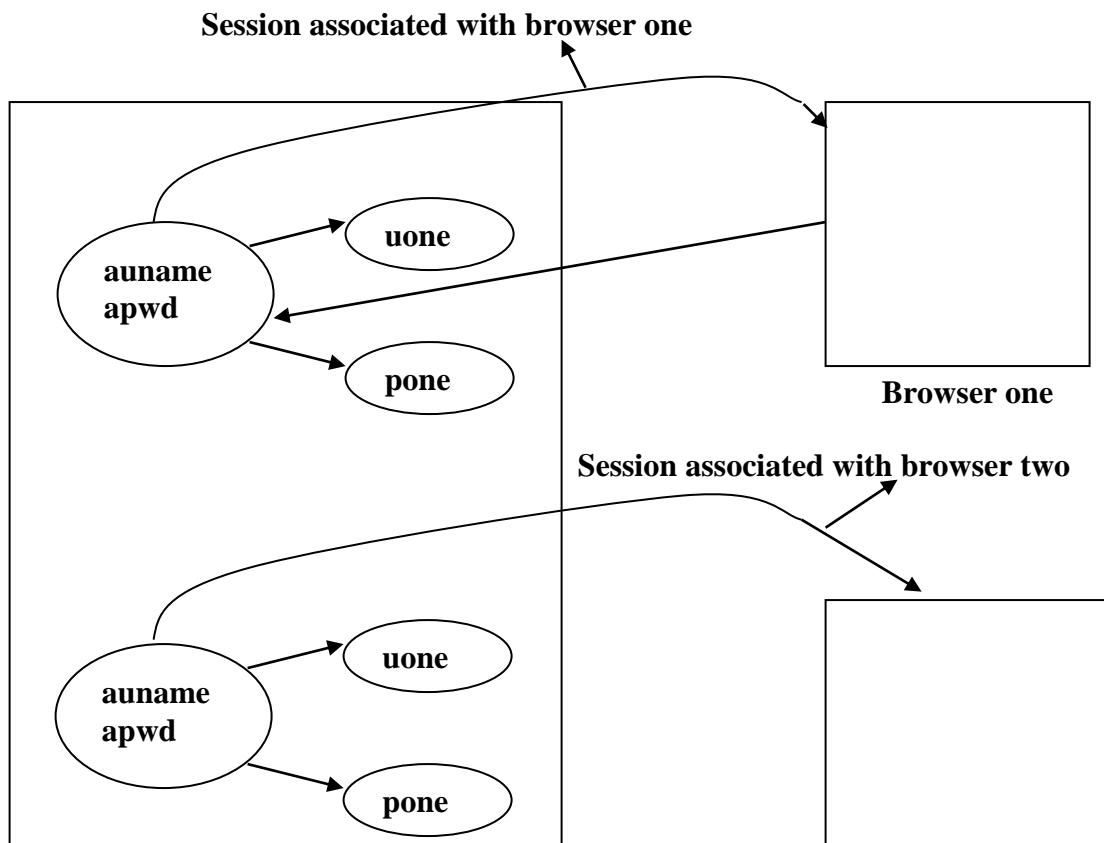 Session associated with browser one
uone
auname
apwd
pone
Browser one
Session associated with browser two
uone
auname
apwd
pone